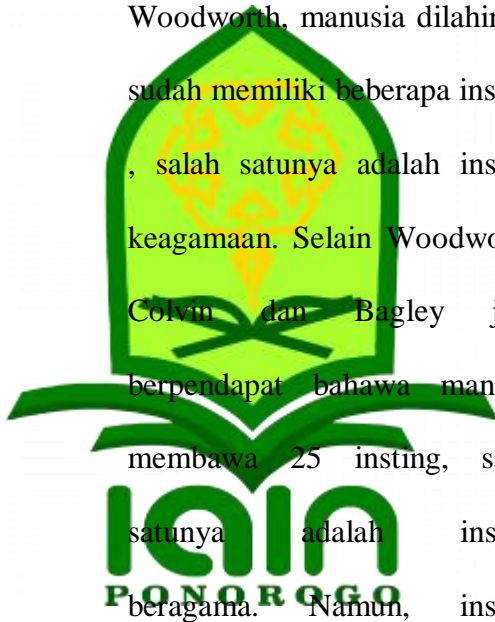 Woodworth, manusia dilahir
sudah memiliki beberapa ins
, salah satunya adalah ins
keagamaan. Selain Woodwo
Colvin dan Bagley j
berpendapat bahawa man
membawa 25 insting, s
satunya adalah ins
iain
PONOROGO
beragama. Namun, ins